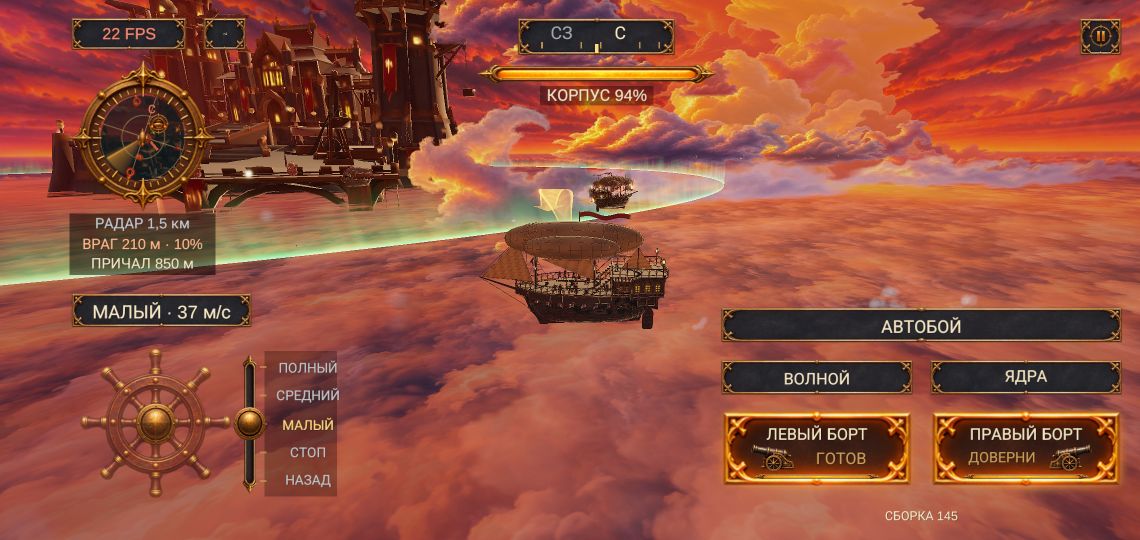 22 FPS
СЗ С
КОРПУС 94%
С
РАДАР 1,5 км
ВРАГ 210 м · 10%
ПРИЧАЛ 850 м
МАЛЫЙ · 37 м/с
ПОЛНЫЙ
СРЕДНИЙ
МАЛЫЙ
СТОП
НАЗАД
АВТОБОЙ
ВОЛНОЙ
ЯДРА
ЛЕВЫЙ БОРТ
ГОТОВ
ПРАВЫЙ БОРТ
ДОВЕРНИ
СБОРКА 145